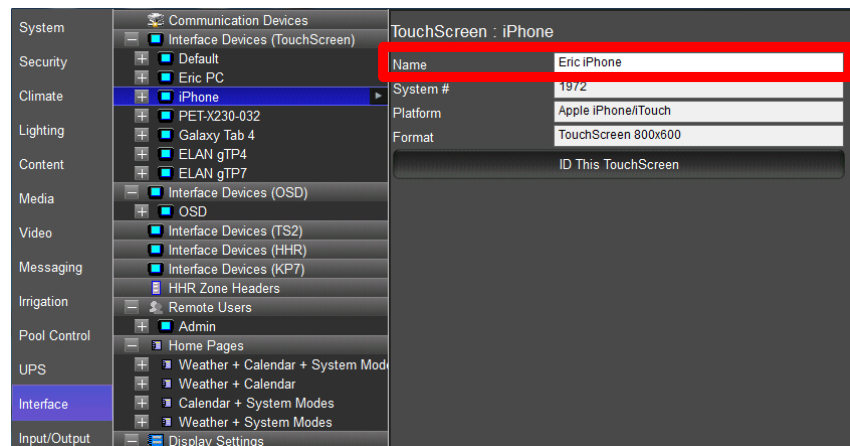 System
Security
Climate
Lighting
Content
Media
Video
Messaging
Irrigation
Pool Control
UPS
Interface
Input/Output
Communication Devices
Interface Devices (TouchScreen)
Default
Eric PC
iPhone
PET-X230-032
Galaxy Tab 4
ELAN gTP4
ELAN gTP7
Interface Devices (OSD)
OSD
Interface Devices (TS2)
Interface Devices (HHR)
Interface Devices (KP7)
HHR Zone Headers
Remote Users
Admin
Home Pages
Weather + Calendar + System Mod
Weather + Calendar
Calendar + System Modes
Weather + System Modes
Display Settings
TouchScreen : iPhone
Name Eric iPhone
System # 1972
Platform Apple iPhone/iTouch
Format TouchScreen 800x600
ID This TouchScreen